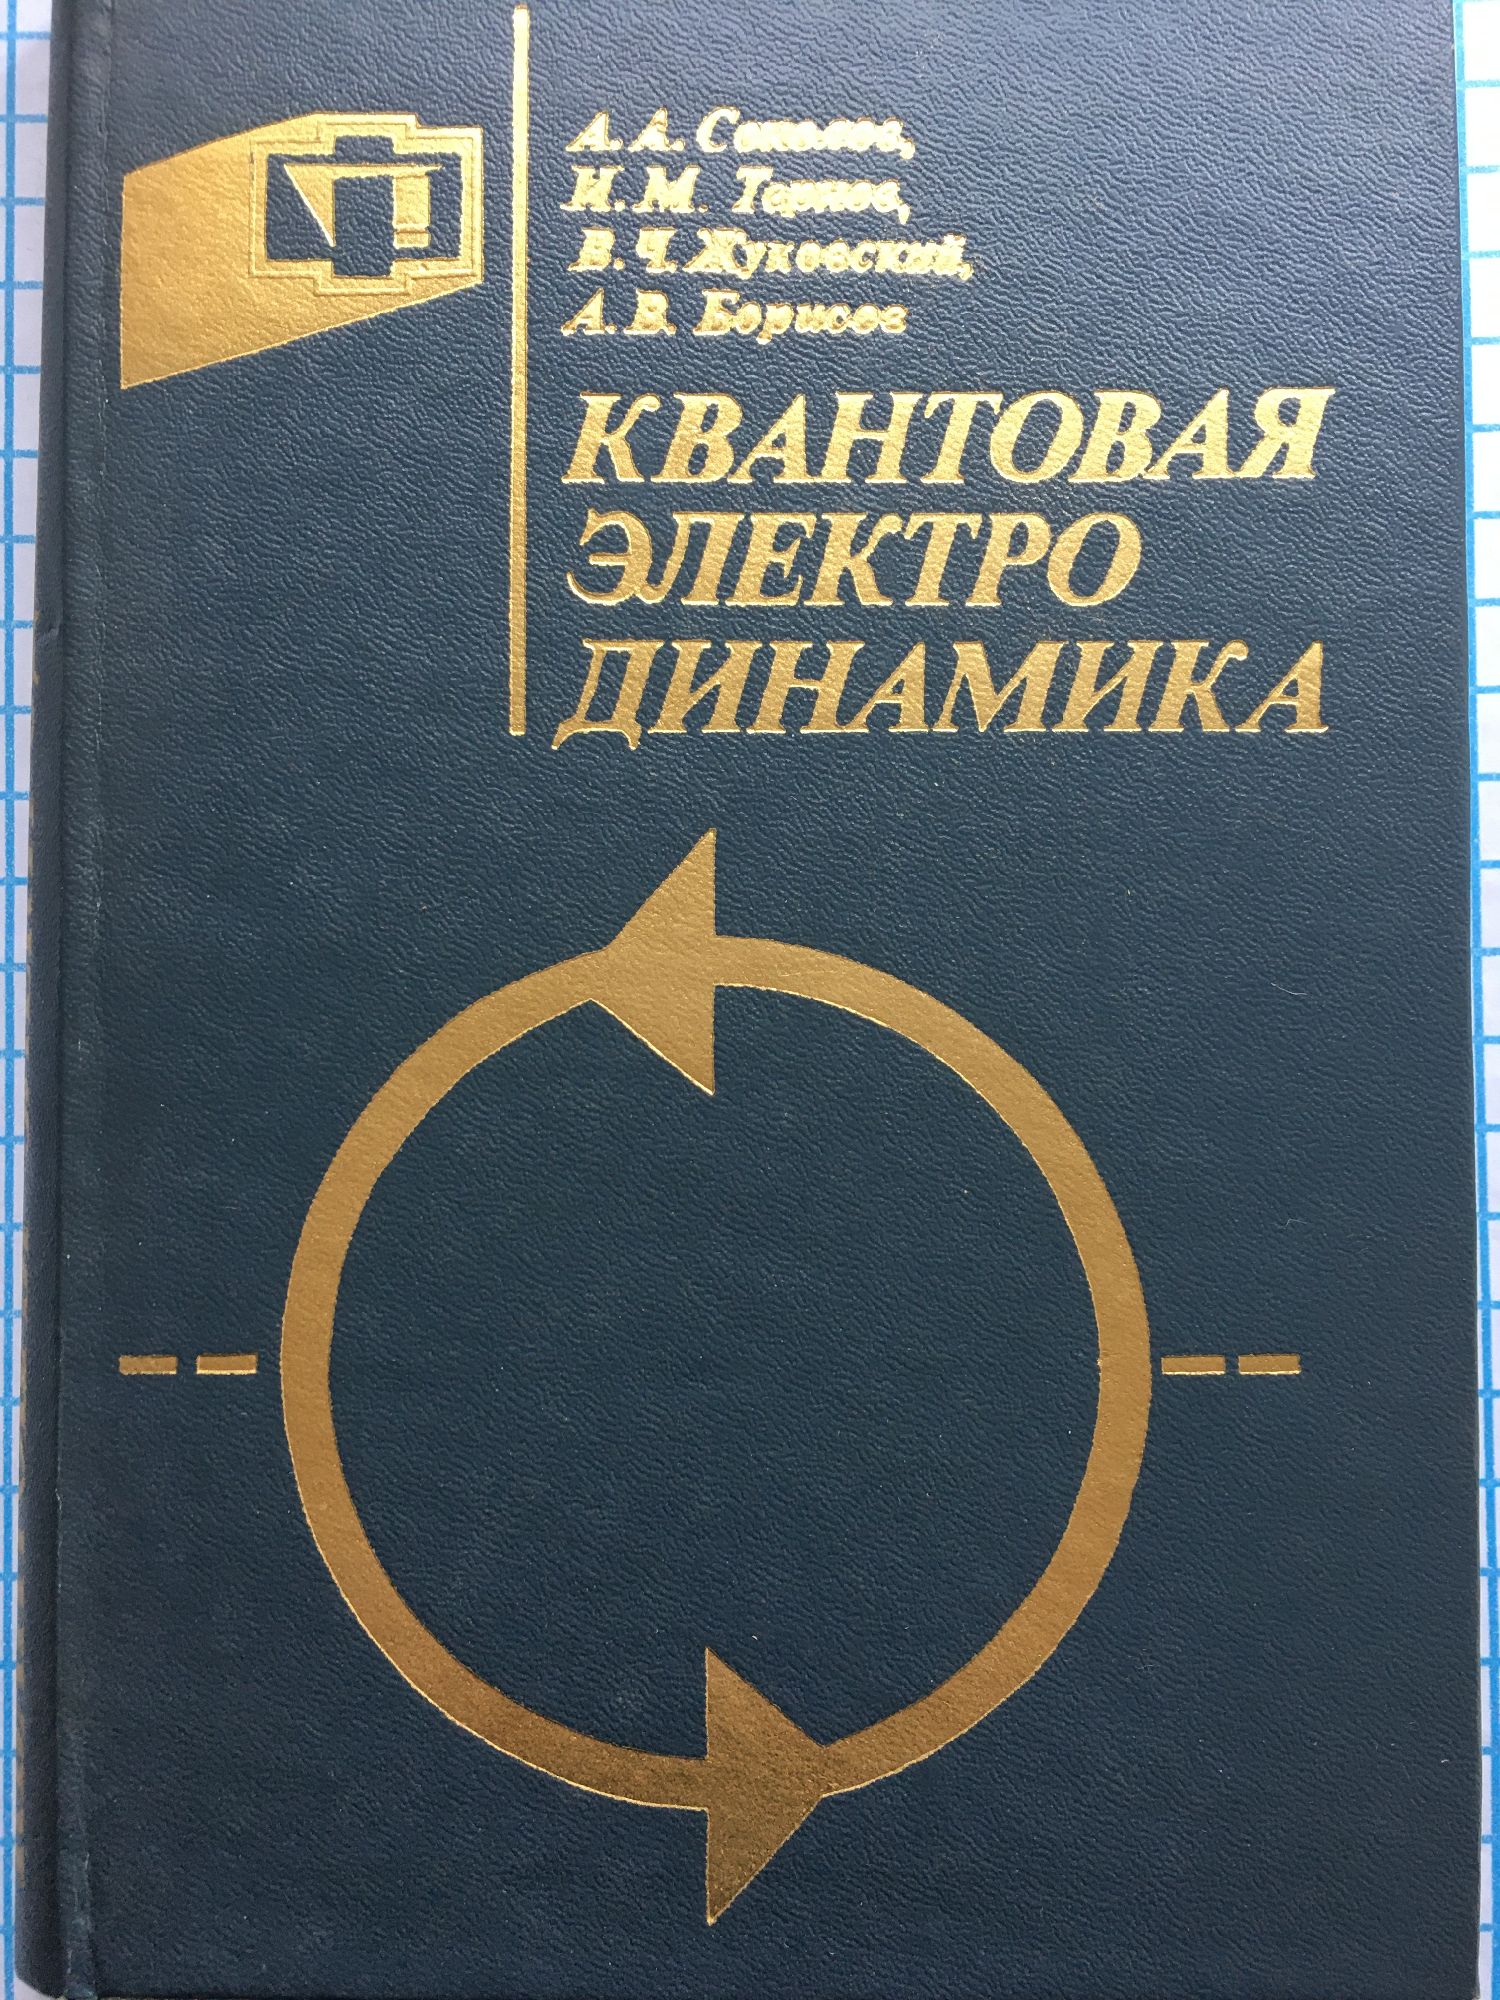 А. А. Соколов,
И. М. Тернов,
В. Ч. Жуковский,
А. В. Борисов
КВАНТОВАЯ
ЭЛЕКТРО
ДИНАМИКА